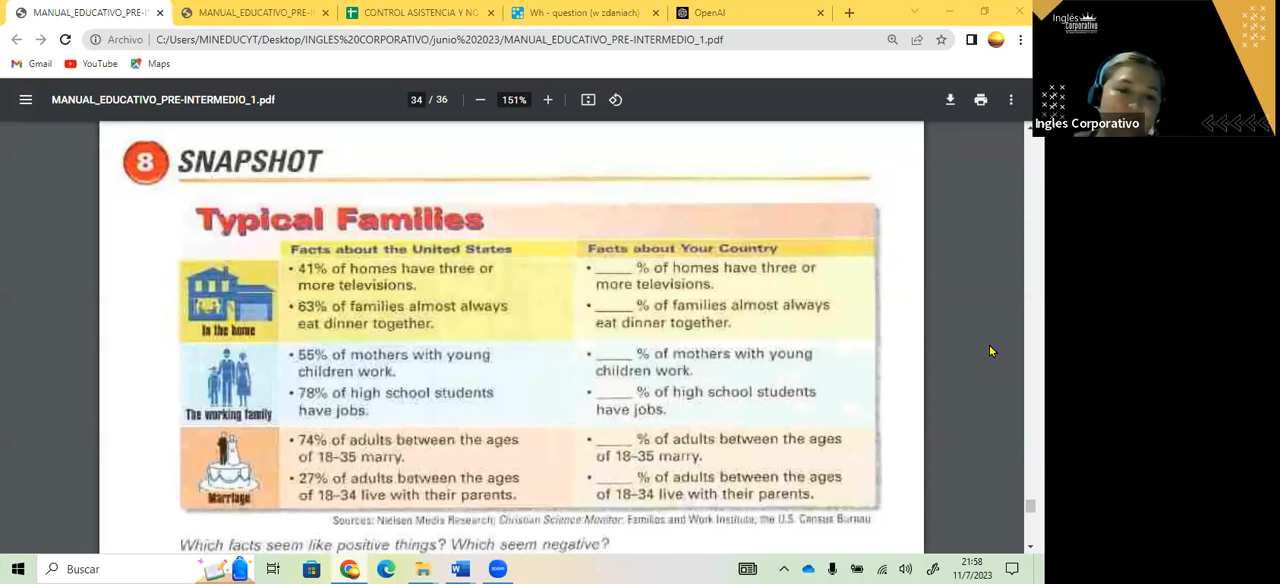 MANUAL_EDUCATIVO_PRE-IN
MANUAL_EDUCATIVO_PRE-I
CONTROL ASISTENCIA Y NO
Wh - question (w zdaniach)
OpenAI
Archivo
C:/Users/MINEDUCYT/Desktop/INGLES%20CORPORATIVO/junio%202023/MANUAL_EDUCATIVO_PRE-INTERMEDIO_1.pdf
Gmail
YouTube
Maps
MANUAL_EDUCATIVO_PRE-INTERMEDIO_1.pdf
34 / 36
151%
Inglés
Corporativo
Ingles Corporativo
8 SNAPSHOT
Typical Families
Facts about the United States
Facts about Your Country
In the home
• 41% of homes have three or
more televisions.
• 63% of families almost always
eat dinner together.
• ____ % of homes have three or
more televisions.
• ____ % of families almost always
eat dinner together.
The working family
• 55% of mothers with young
children work.
• 78% of high school students
have jobs.
• ____ % of mothers with young
children work.
• ____ % of high school students
have jobs.
Marriage
• 74% of adults between the ages
of 18–35 marry.
• 27% of adults between the ages
of 18–34 live with their parents.
• ____ % of adults between the ages
of 18–35 marry.
• ____ % of adults between the ages
of 18–34 live with their parents.
Sources: Nielsen Media Research; Christian Science Monitor; Families and Work Institute; the U.S. Census Bureau
Which facts seem like positive things? Which seem negative?
Buscar
21:58
11/7/2023